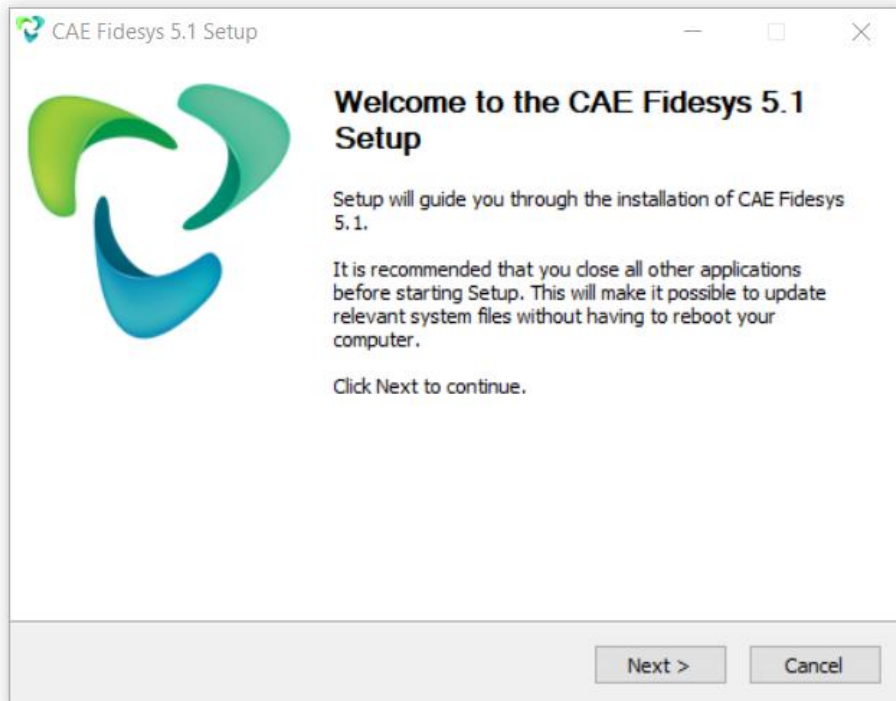 CAE Fidesys 5.1 Setup
Welcome to the CAE Fidesys 5.1
Setup
Setup will guide you through the installation of CAE Fidesys
5.1.
It is recommended that you close all other applications
before starting Setup. This will make it possible to update
relevant system files without having to reboot your
computer.
Click Next to continue.
Next >
Cancel